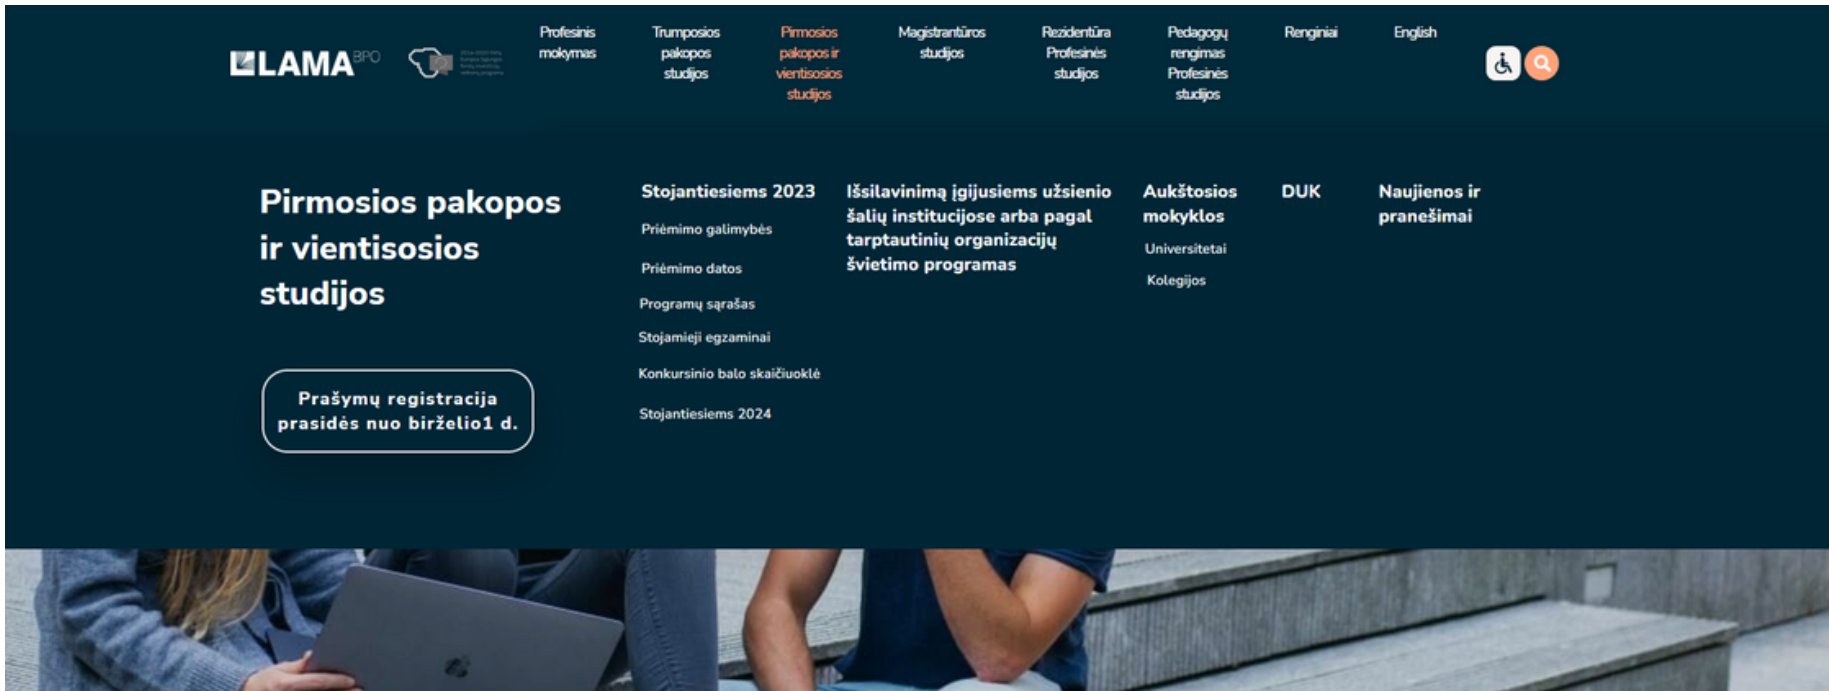 LAMA BPO
Profesinis
mokymas
Trumposios
pakopos
studijos
Pirmosios
pakopos ir
vientisosios
studijos
Magistrantūros
studijos
Rezidentūra
Profesinės
studijos
Pedagogų
rengimas
Profesinės
studijos
Renginiai
English
Pirmosios pakopos
ir vientisosios
studijos
Prašymų registracija
prasidės nuo birželio1 d.
Stojantiesiems 2023
Priėmimo galimybės
Priėmimo datos
Programų sąrašas
Stojamieji egzaminai
Konkursinio balo skaičiuoklė
Stojantiesiems 2024
Išsilavinimą įgijusiems užsienio
šalių institucijose arba pagal
tarptautinių organizacijų
švietimo programas
Aukštosios
mokyklos
Universitetai
Kolegijos
DUK
Naujienos ir
pranešimai